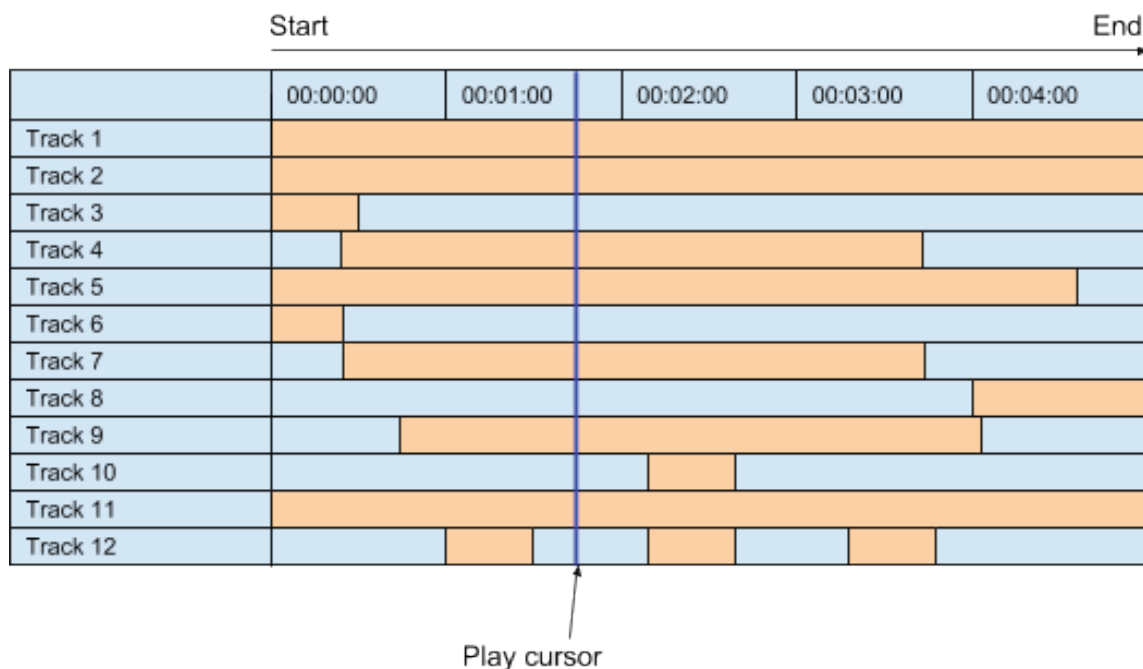 Start End
00:00:00 00:01:00 00:02:00 00:03:00 00:04:00
Track 1
Track 2
Track 3
Track 4
Track 5
Track 6
Track 7
Track 8
Track 9
Track 10
Track 11
Track 12
Play cursor